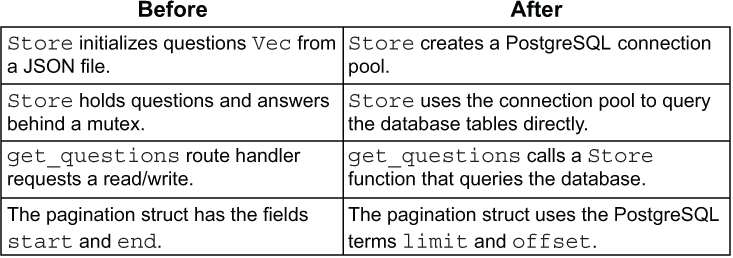 Before After
Store initializes questions Vec from Store creates a PostgreSQL connection
a JSON file. pool.
Store holds questions and answers Store uses the connection pool to query
behind a mutex. the database tables directly.
get_questions route handler get_questions calls a Store
requests a read/write. function that queries the database.
The pagination struct has the fields The pagination struct uses the PostgreSQL
start and end. terms limit and offset.